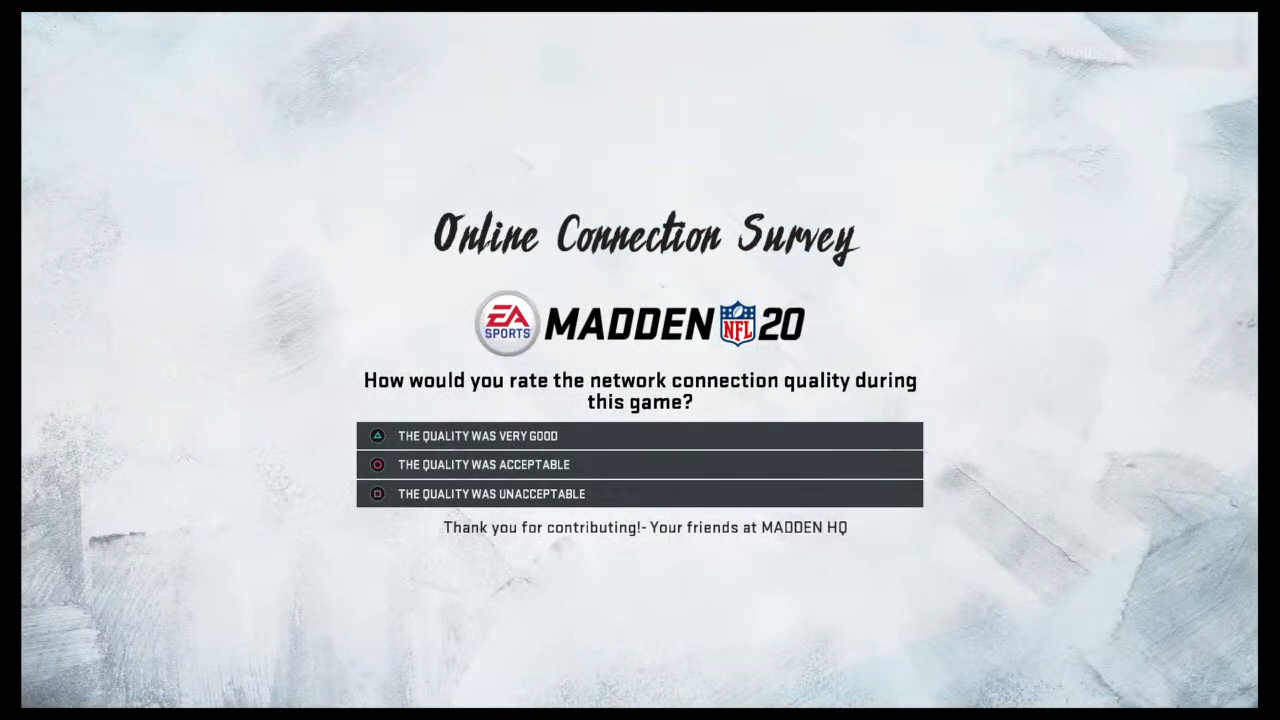 Online Connection Survey
EA SPORTS MADDEN NFL 20
How would you rate the network connection quality during
this game?
THE QUALITY WAS VERY GOOD
THE QUALITY WAS ACCEPTABLE
THE QUALITY WAS UNACCEPTABLE
Thank you for contributing!- Your friends at MADDEN HQ